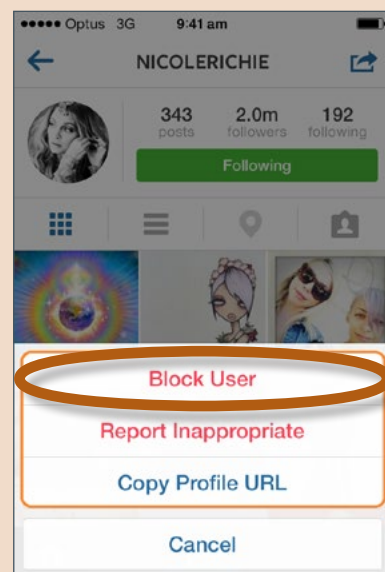 Optus 3G 9:41 am
NICOLERICHIE
343 2.0m 192
posts followers following
Following
Block User
Report Inappropriate
Copy Profile URL
Cancel